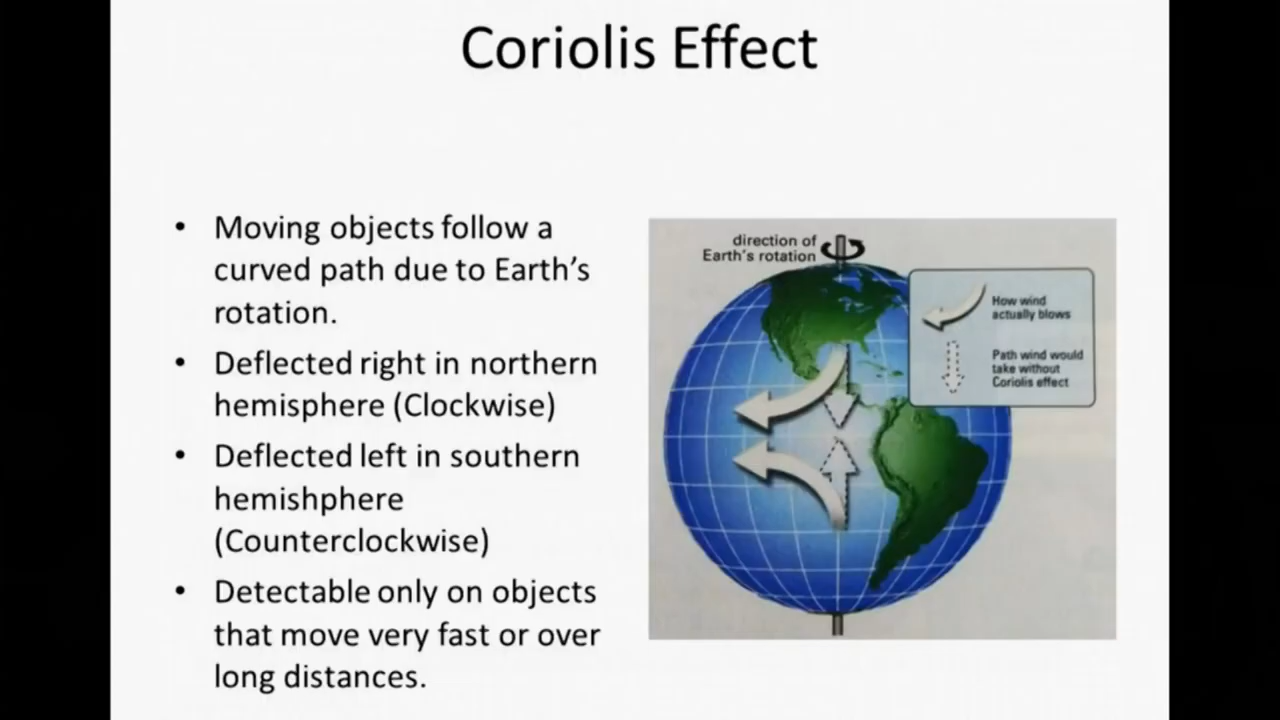 Coriolis Effect
• Moving objects follow a
curved path due to Earth's
rotation.
• Deflected right in northern
hemisphere (Clockwise)
• Deflected left in southern
hemishphere
(Counterclockwise)
• Detectable only on objects
that move very fast or over
long distances.
direction of
Earth's rotation
How wind
actually blows
Path wind would
take without
Coriolis effect